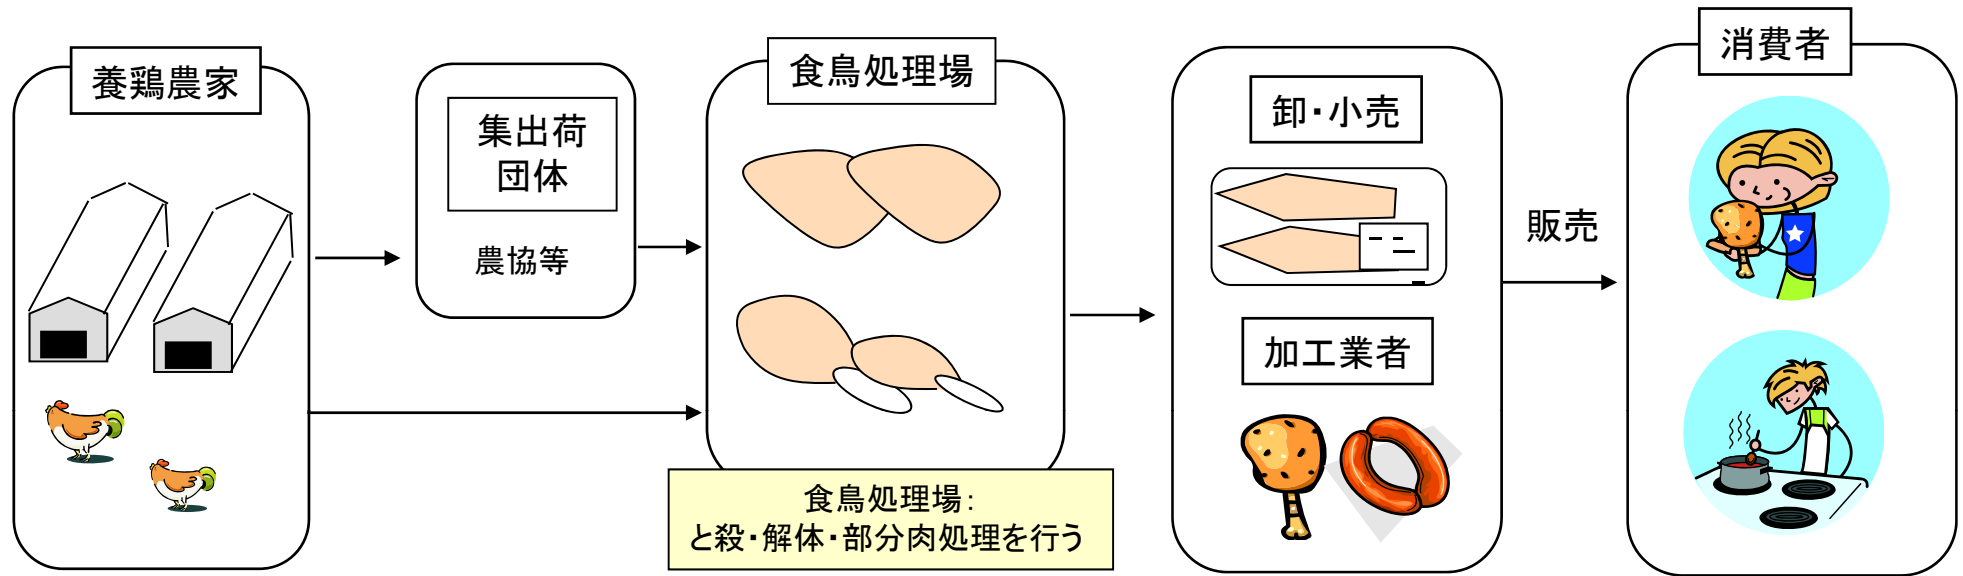 養鶏農家
集出荷
団体
農協等
食鳥処理場
食鳥処理場:
と殺・解体・部分肉処理を行う
卸・小売
加工業者
販売
消費者